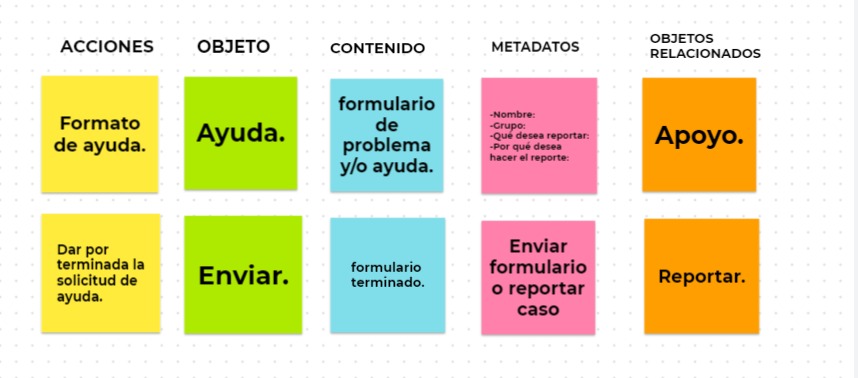 ACCIONES
OBJETO
CONTENIDO
METADATOS
OBJETOS
RELACIONADOS
Formato
de ayuda.
Ayuda.
formulario
de
problema
y/o ayuda.
-Nombre:
-Grupo:
-Qué desea reportar:
-Por qué desea
hacer el reporte:
Apoyo.
Dar por
terminada la
solicitud de
ayuda.
Enviar.
formulario
terminado.
Enviar
formulario
o reportar
caso
Reportar.